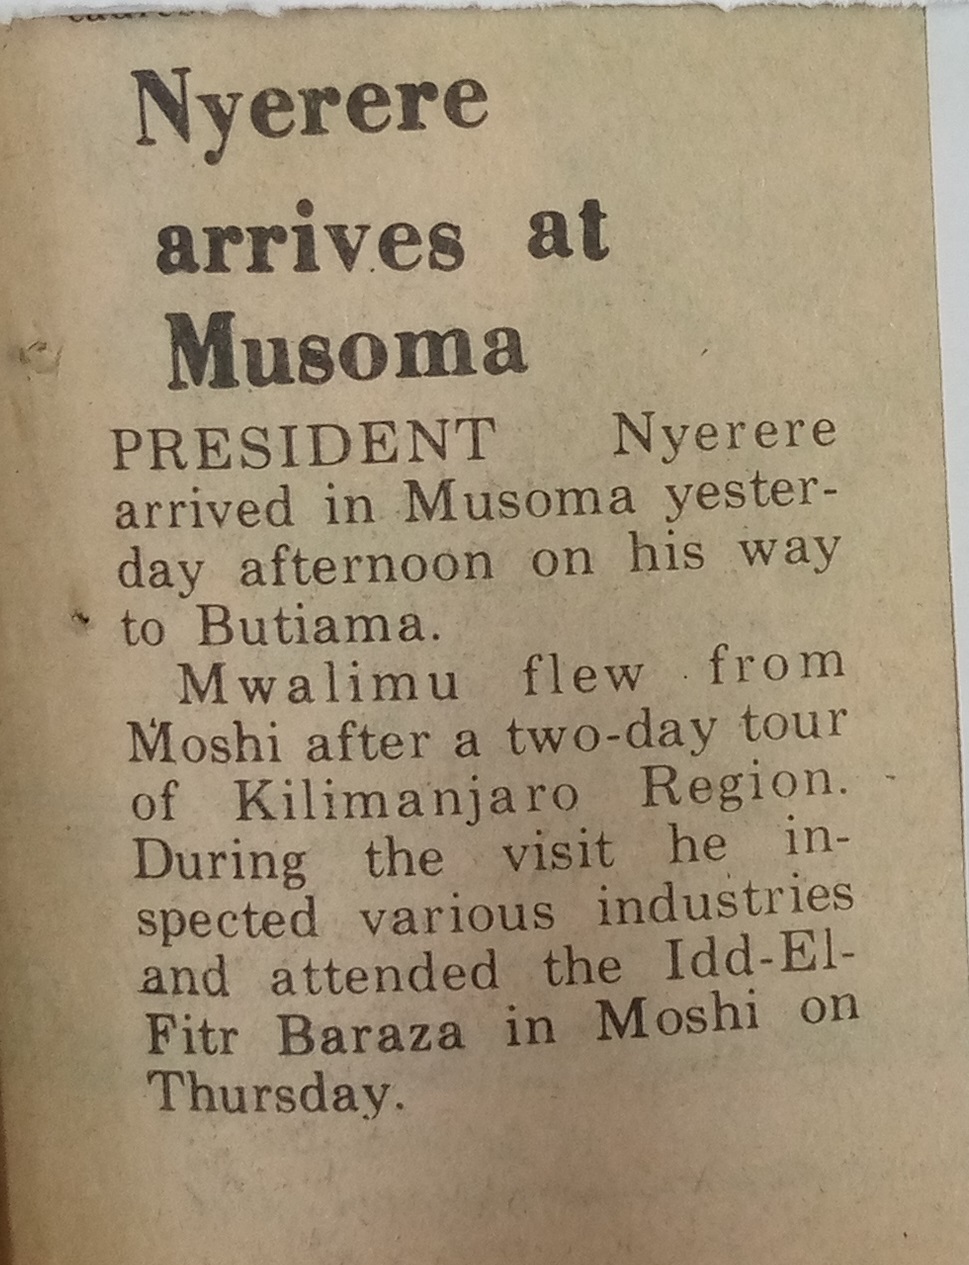 Nyerere
arrives at
Musoma
PRESIDENT Nyerere
arrived in Musoma yester-
day afternoon on his way
to Butiama.
Mwalimu flew from
Moshi after a two-day tour
of Kilimanjaro Region.
During the visit he in-
spected various industries
and attended the Idd-El-
Fitr Baraza in Moshi on
Thursday.